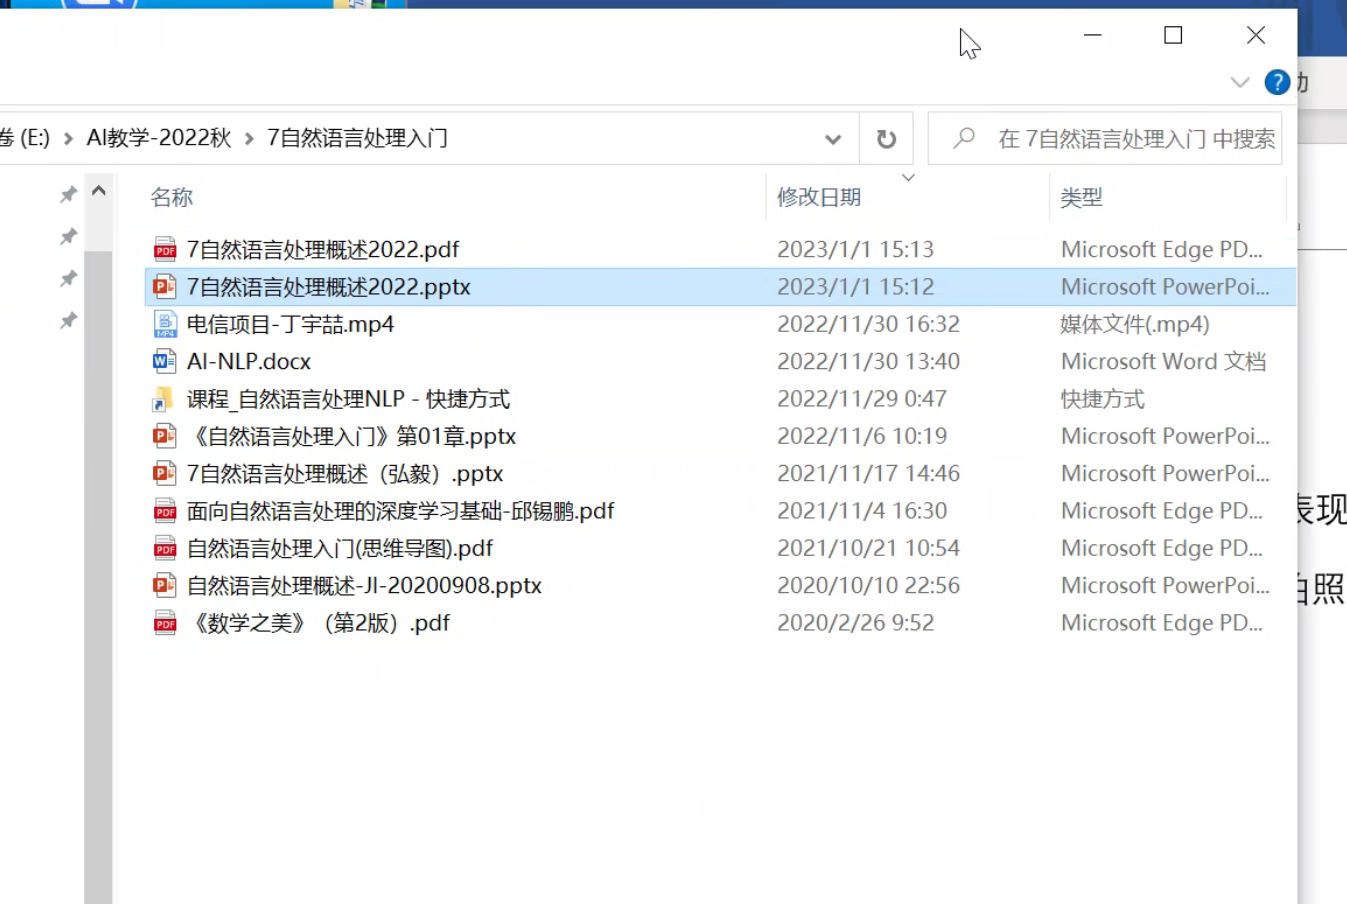 卷 (E:) > AI教学-2022秋 > 7自然语言处理入门
在 7自然语言处理入门 中搜索
名称 修改日期 类型
7自然语言处理概述2022.pdf 2023/1/1 15:13 Microsoft Edge PD...
7自然语言处理概述2022.pptx 2023/1/1 15:12 Microsoft PowerPoi...
电信项目-丁宇喆.mp4 2022/11/30 16:32 媒体文件(.mp4)
AI-NLP.docx 2022/11/30 13:40 Microsoft Word 文档
课程_自然语言处理NLP - 快捷方式 2022/11/29 0:47 快捷方式
《自然语言处理入门》第01章.pptx 2022/11/6 10:19 Microsoft PowerPoi...
7自然语言处理概述（弘毅）.pptx 2021/11/17 14:46 Microsoft PowerPoi...
面向自然语言处理的深度学习基础-邱锡鹏.pdf 2021/11/4 16:30 Microsoft Edge PD...
自然语言处理入门(思维导图).pdf 2021/10/21 10:54 Microsoft Edge PD...
自然语言处理概述-JI-20200908.pptx 2020/10/10 22:56 Microsoft PowerPoi...
《数学之美》（第2版）.pdf 2020/2/26 9:52 Microsoft Edge PD...
表现
拍照